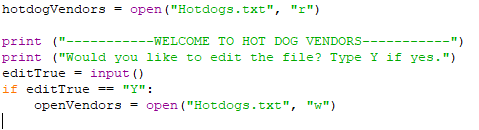 hotdogVendors = open("Hotdogs.txt", "r")
print ("-----------WELCOME TO HOT DOG VENDORS-----------")
print ("Would you like to edit the file? Type Y if yes.")
editTrue = input()
if editTrue == "Y":
    openVendors = open("Hotdogs.txt", "w")